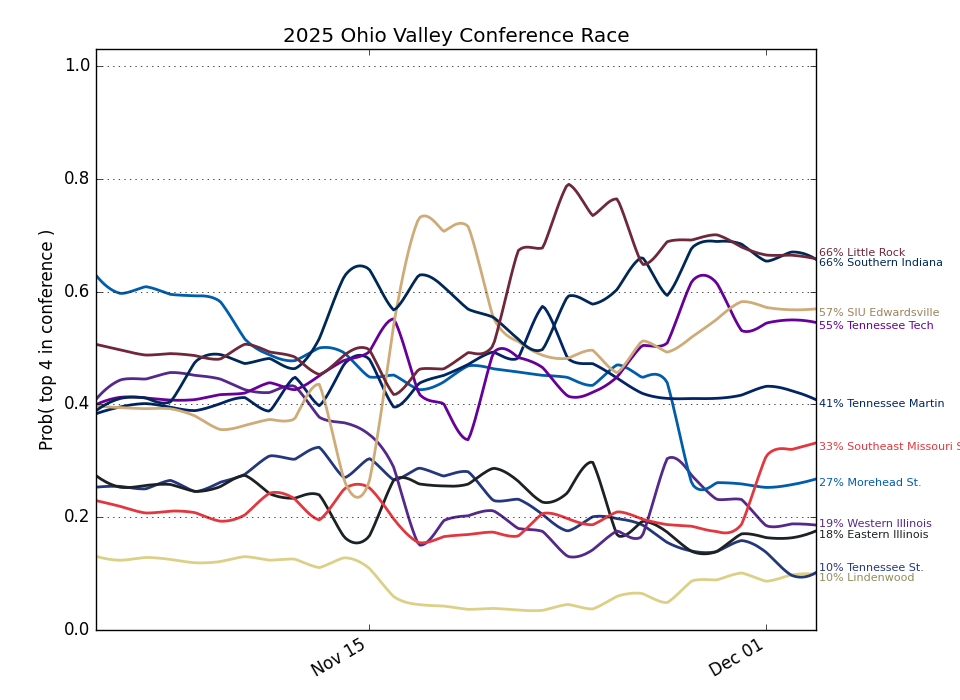 2025 Ohio Valley Conference Race
Prob( top 4 in conference )
1.0
0.8
0.6
0.4
0.2
0.0
Nov 15
Dec 01
66% Little Rock
66% Southern Indiana
57% SIU Edwardsville
55% Tennessee Tech
41% Tennessee Martin
33% Southeast Missouri S
27% Morehead St.
19% Western Illinois
18% Eastern Illinois
10% Tennessee St.
10% Lindenwood